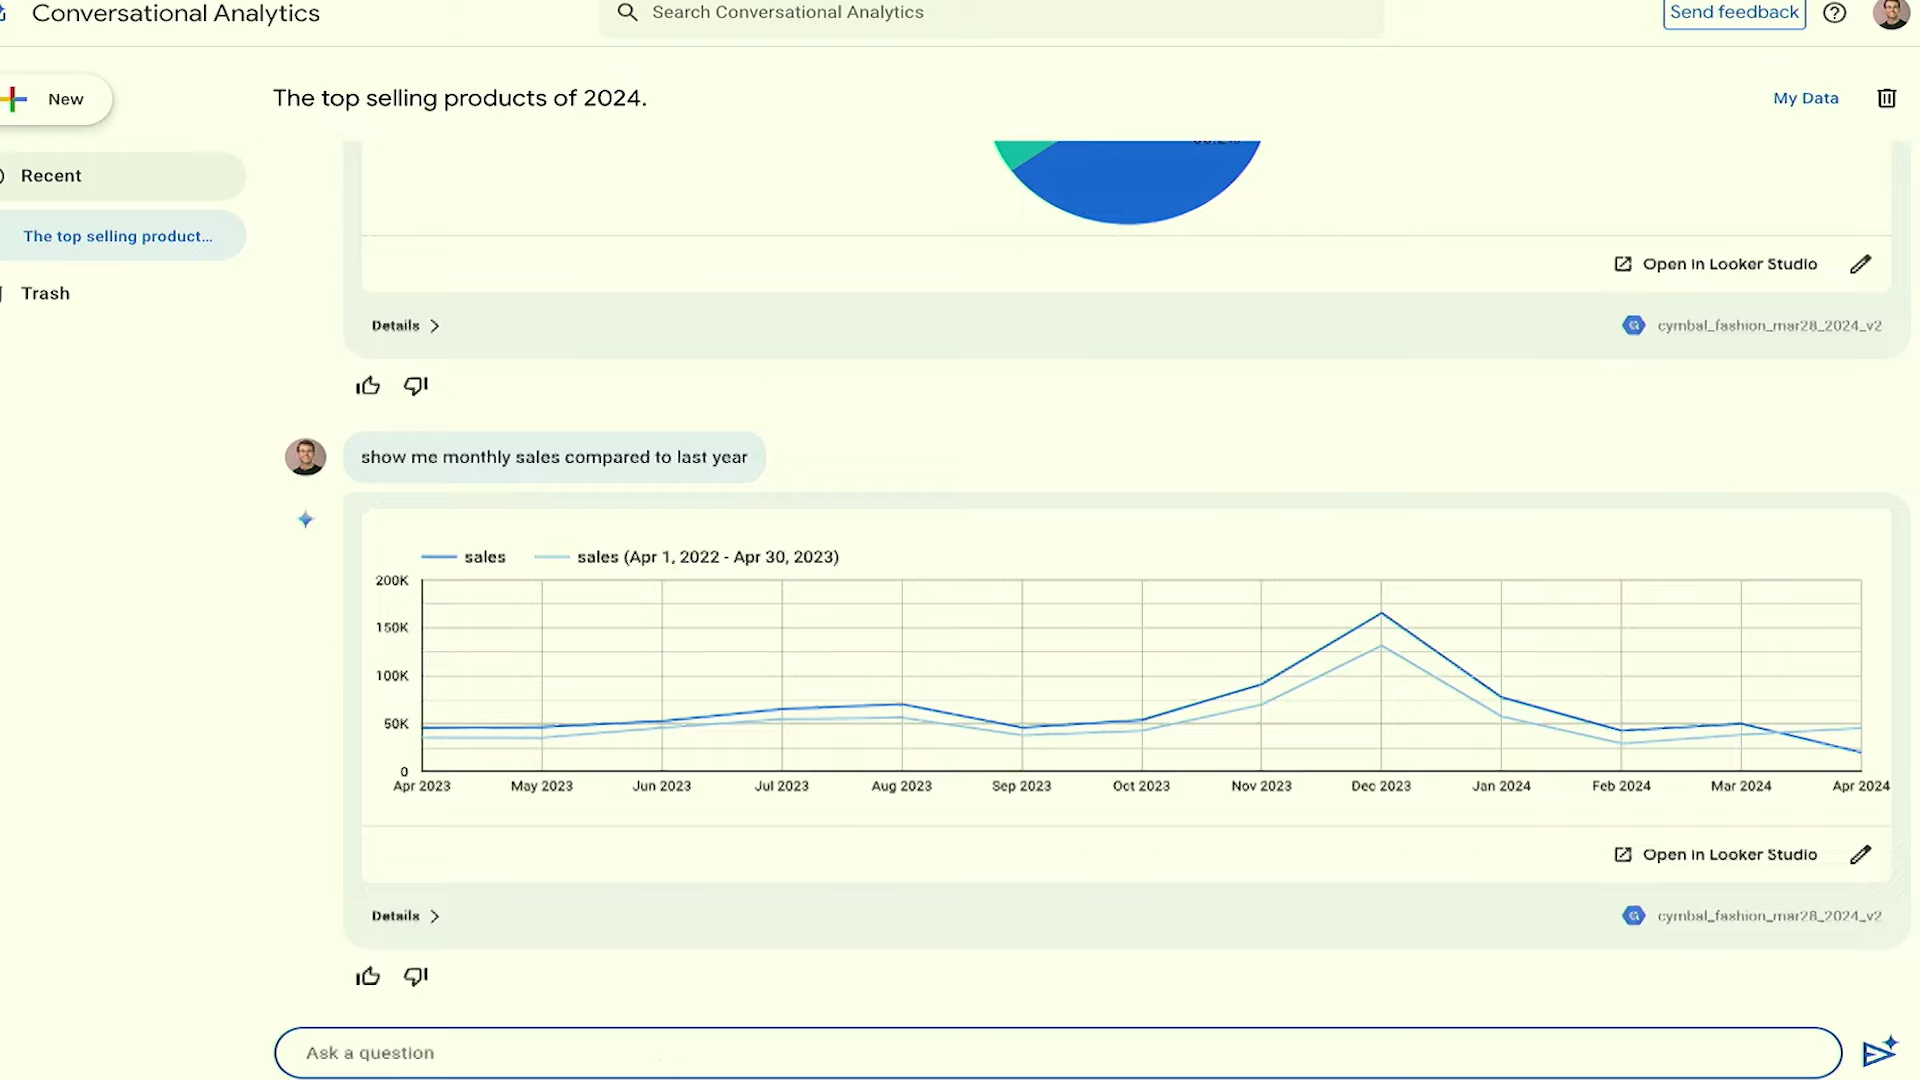 Conversational Analytics
Search Conversational Analytics
Send feedback
New
The top selling products of 2024.
My Data
Recent
The top selling product...
Trash
Open in Looker Studio
Details
cymbal_fashion_mar28_2024_v2
show me monthly sales compared to last year
sales
sales (Apr 1, 2022 - Apr 30, 2023)
200K
150K
100K
50K
0
Apr 2023 May 2023 Jun 2023 Jul 2023 Aug 2023 Sep 2023 Oct 2023 Nov 2023 Dec 2023 Jan 2024 Feb 2024 Mar 2024 Apr 2024
Open in Looker Studio
Details
cymbal_fashion_mar28_2024_v2
Ask a question